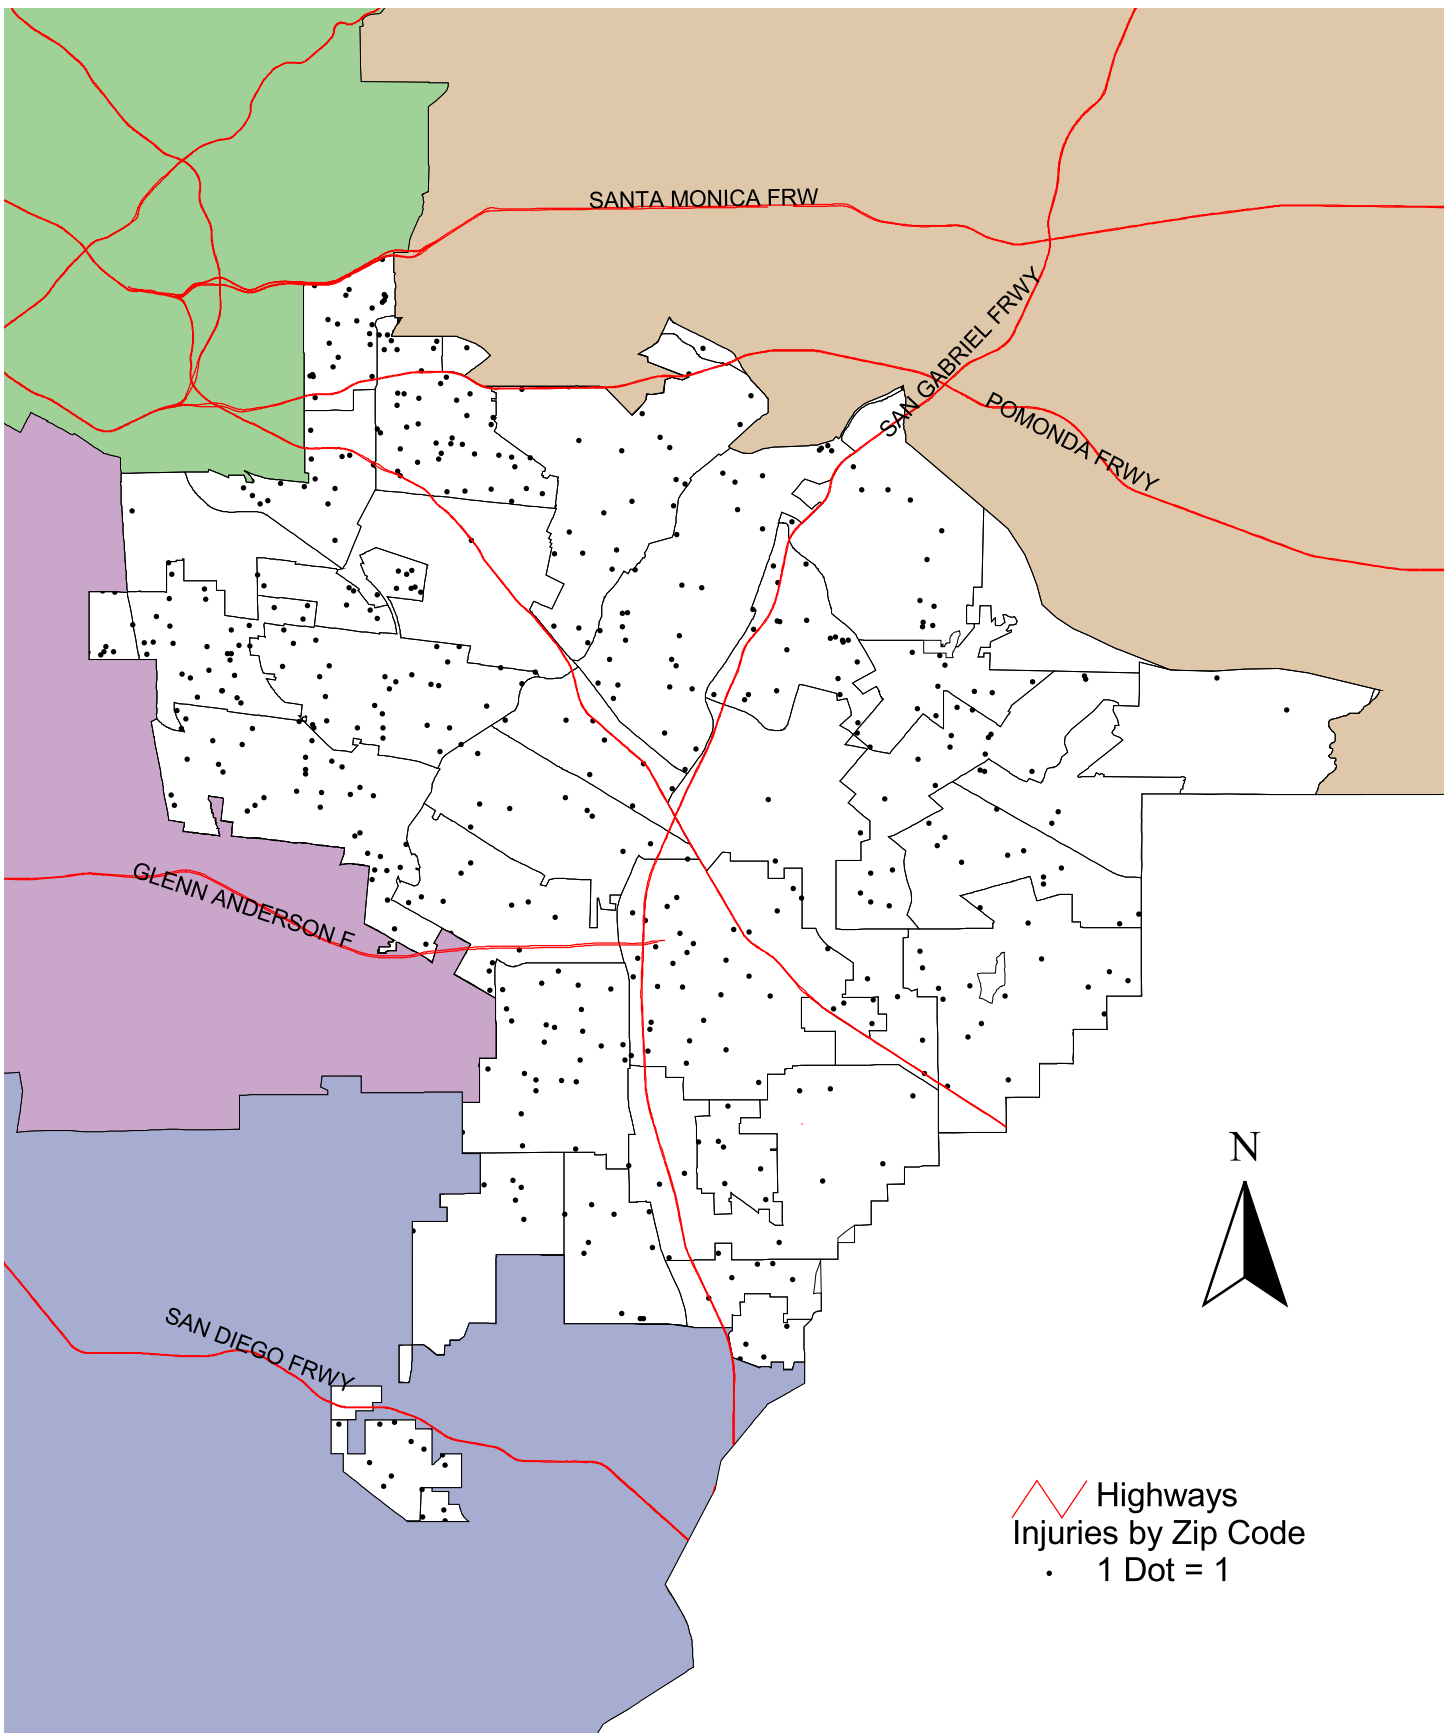 SANTA MONICA FRW
SAN GABRIEL FRWY
POMONDA FRWY
GLENN ANDERSON F
N
SAN DIEGO FRWY
Highways
Injuries by Zip Code
1 Dot = 1